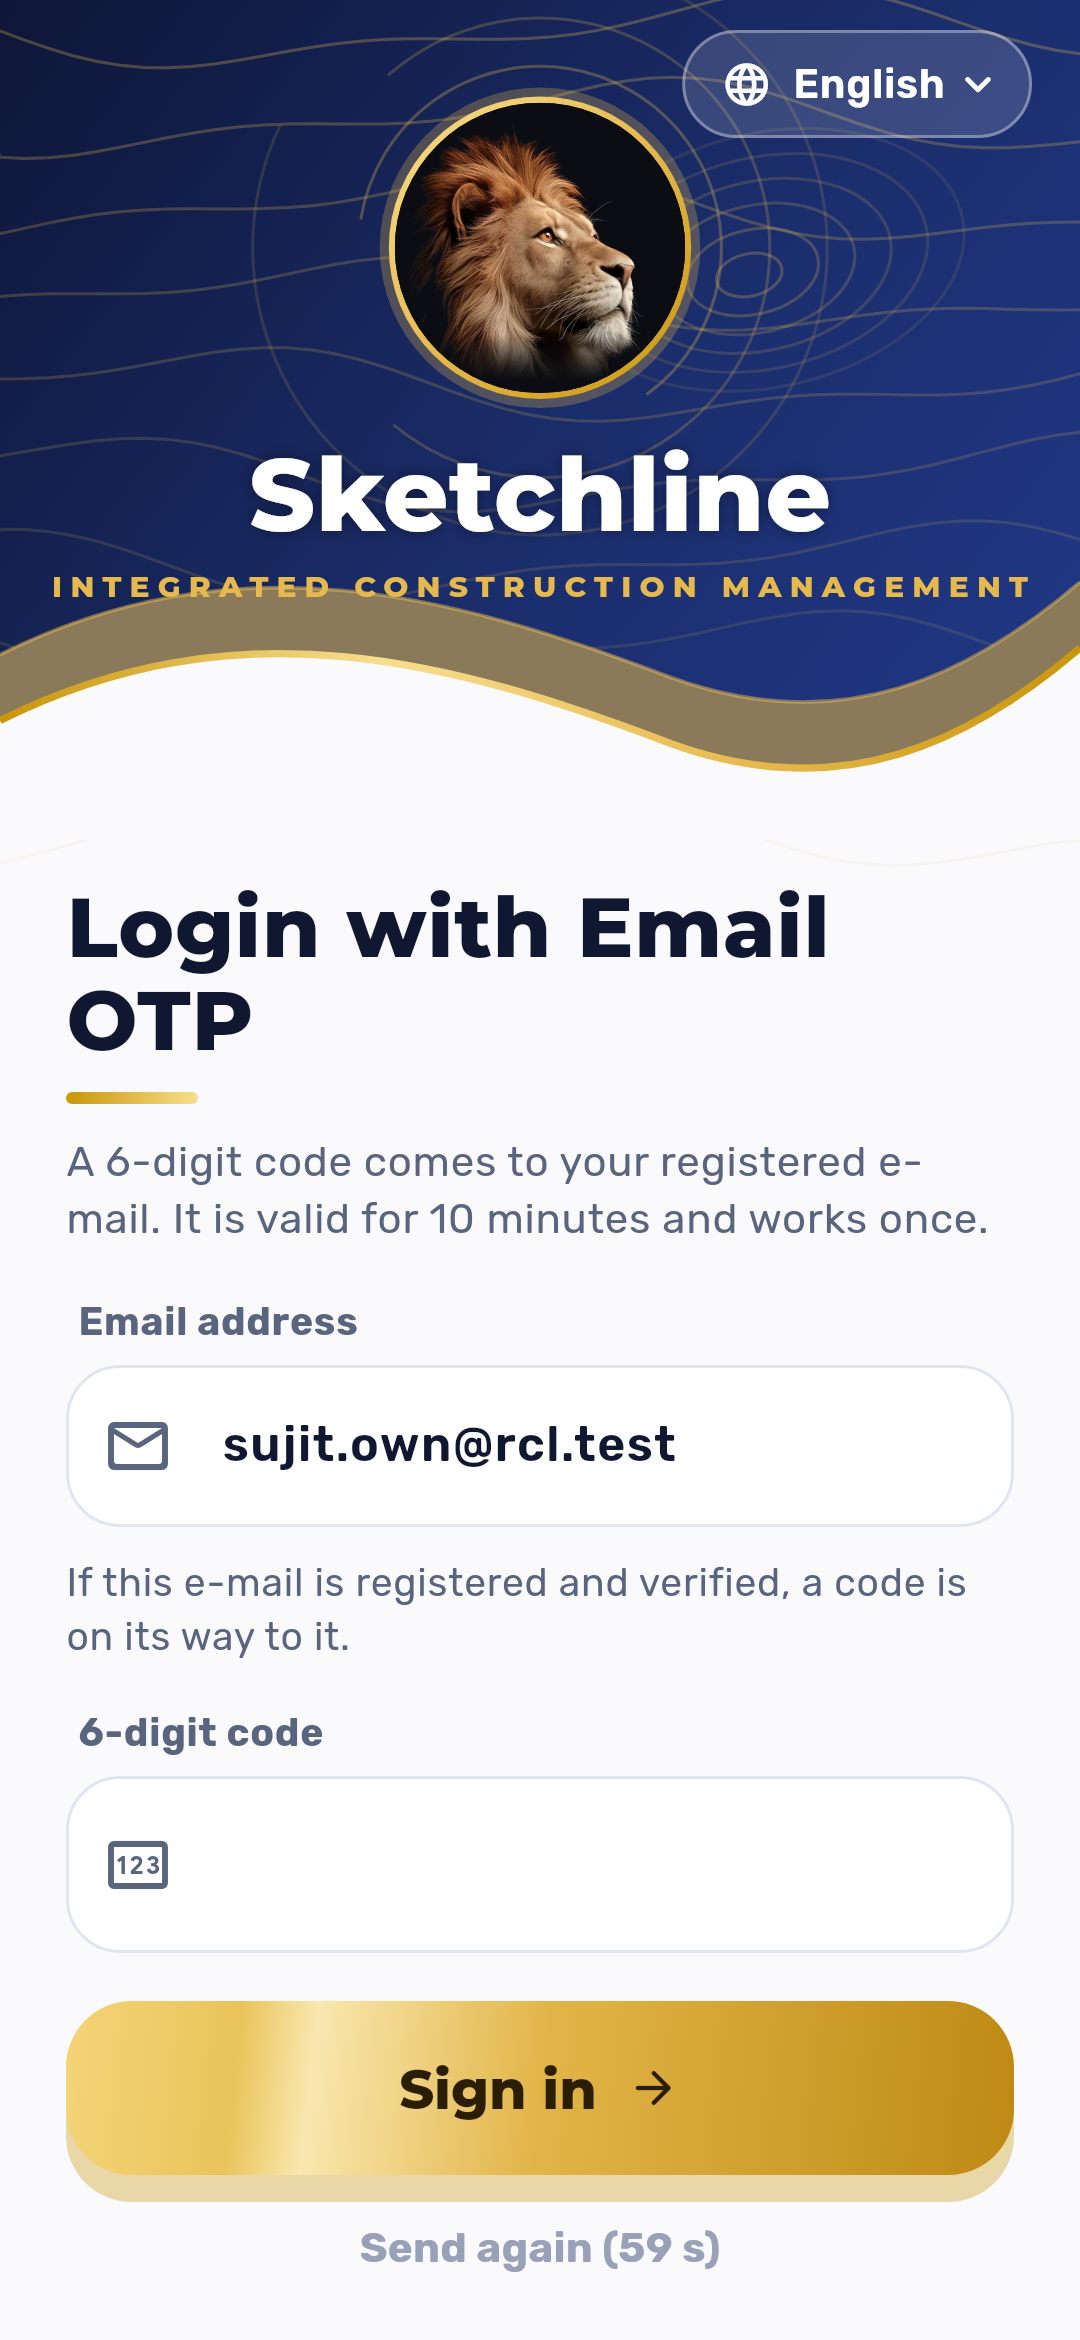 English
Sketchline
INTEGRATED CONSTRUCTION MANAGEMENT
Login with Email
OTP
A 6-digit code comes to your registered e-
mail. It is valid for 10 minutes and works once.
Email address
sujit.own@rcl.test
If this e-mail is registered and verified, a code is
on its way to it.
6-digit code
123
Sign in →
Send again (59 s)